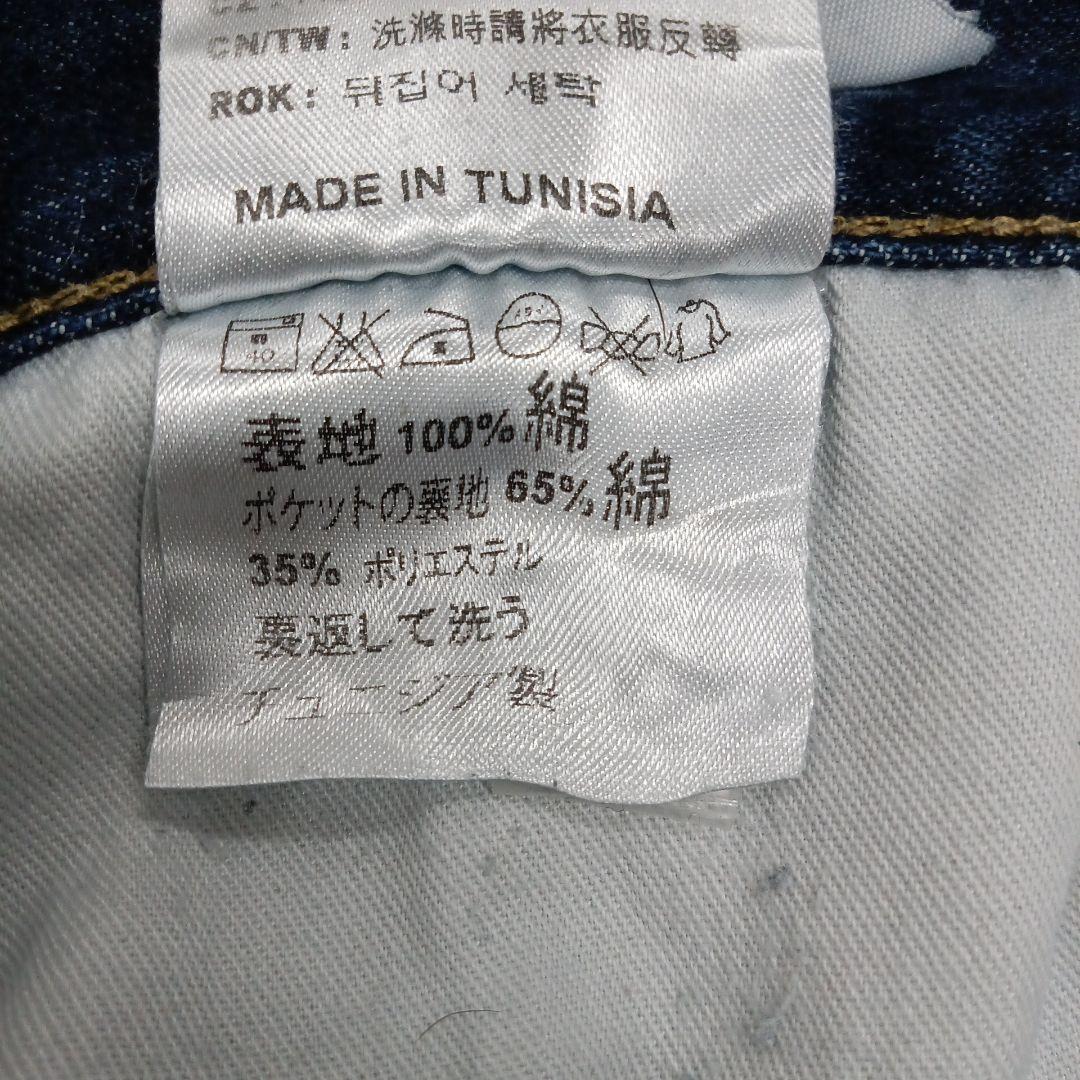 CN/TW: 洗滌時請將衣服反轉
ROK: 뒤집어 세탁
MADE IN TUNISIA
40
表地 100% 綿
ポケットの裏地 65% 綿
35% ポリエステル
裏返して洗う
チュニジア製